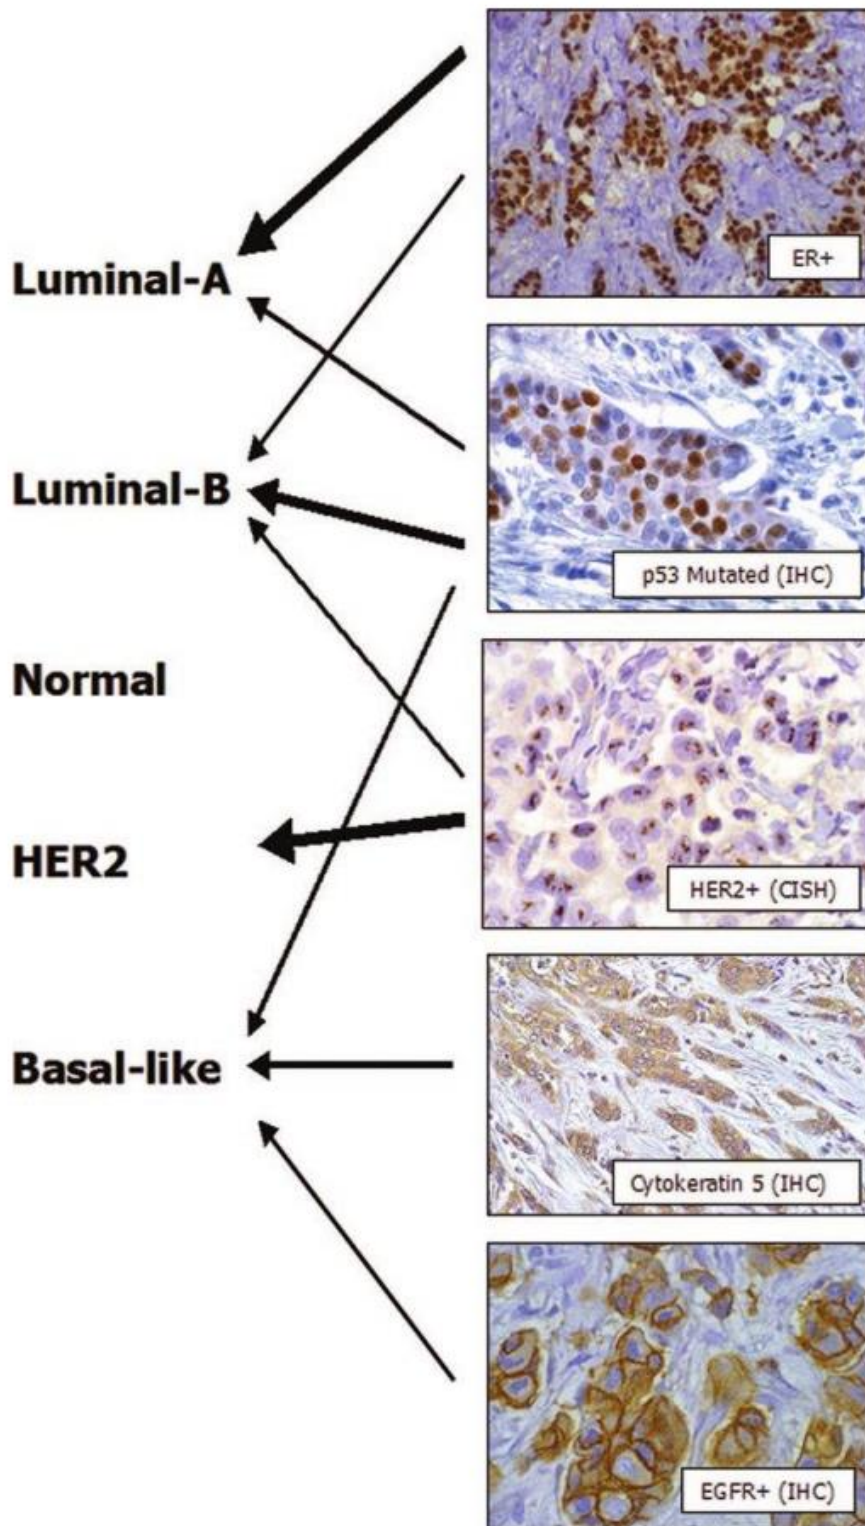 ER+
Luminal-A
Luminal-B
p53 Mutated (IHC)
Normal
HER2
HER2+ (CISH)
Cytokeratin 5 (IHC)
Basal-like
EGFR+ (IHC)